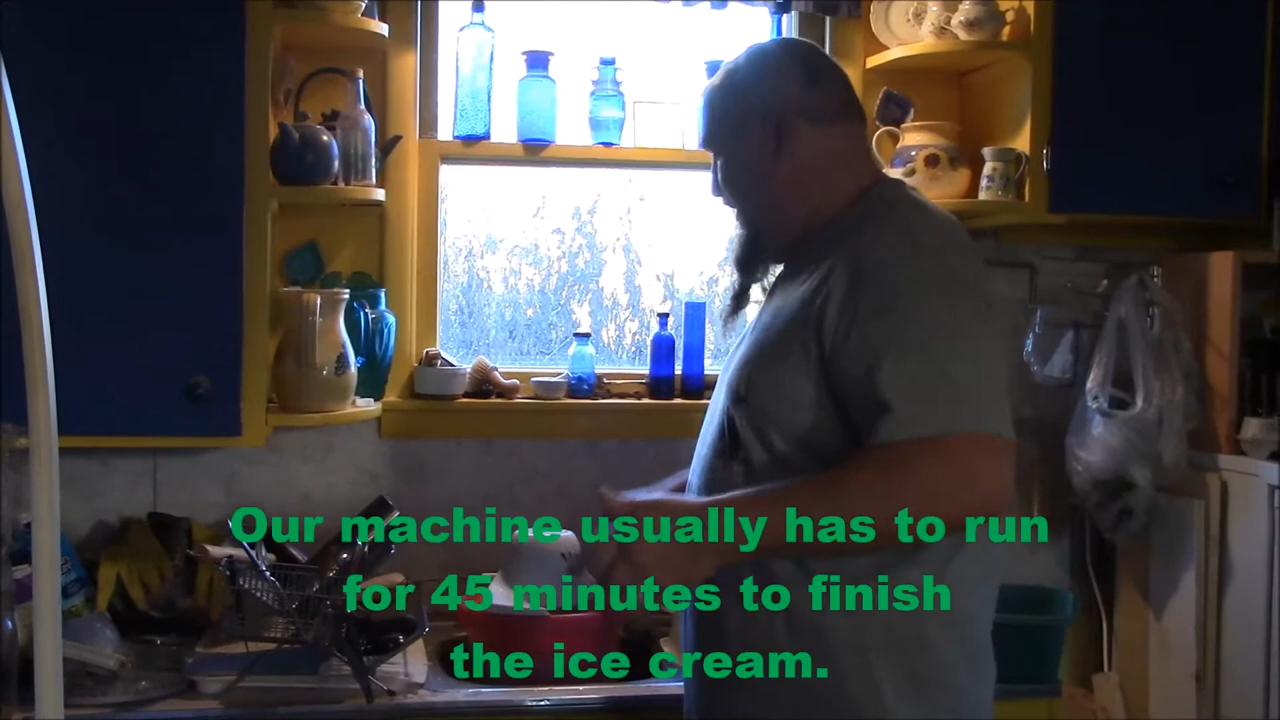 Our machine usually has to run
for 45 minutes to finish
the ice cream.